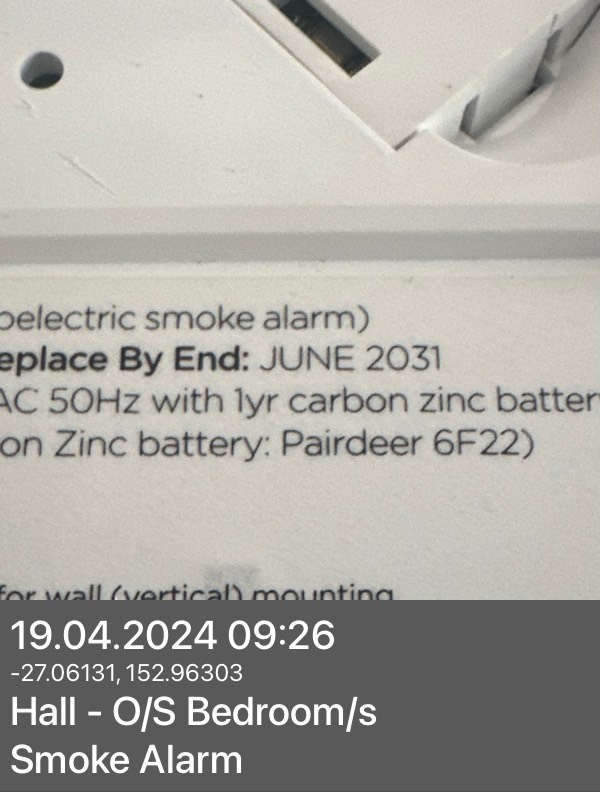 oelectric smoke alarm)
eplace By End: JUNE 2031
AC 50Hz with 1yr carbon zinc batter
on Zinc battery: Pairdeer 6F22)
for wall (vertical) mounting
19.04.2024 09:26
-27.06131, 152.96303
Hall - O/S Bedroom/s
Smoke Alarm